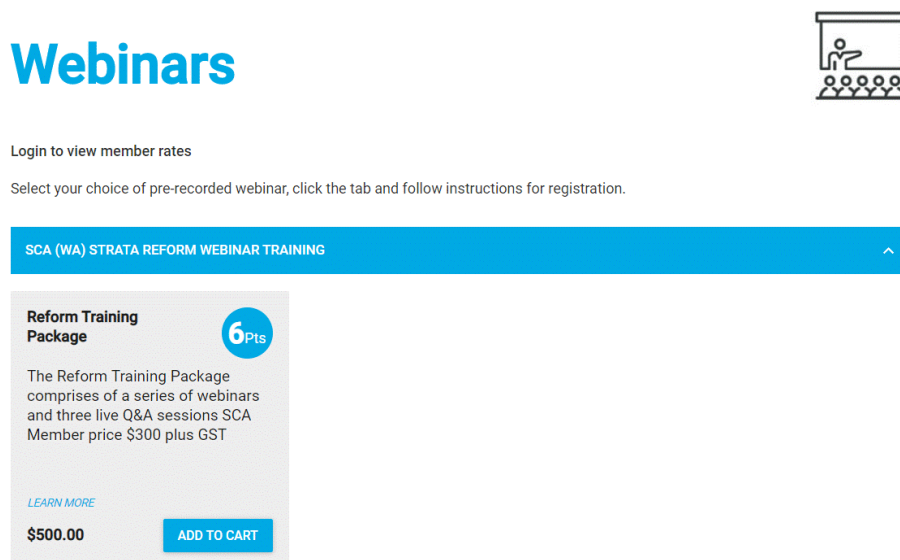 Webinars
Login to view member rates
Select your choice of pre-recorded webinar, click the tab and follow instructions for registration.
SCA (WA) STRATA REFORM WEBINAR TRAINING
Reform Training
Package
6Pts
The Reform Training Package
comprises of a series of webinars
and three live Q&A sessions SCA
Member price $300 plus GST
LEARN MORE
$500.00
ADD TO CART